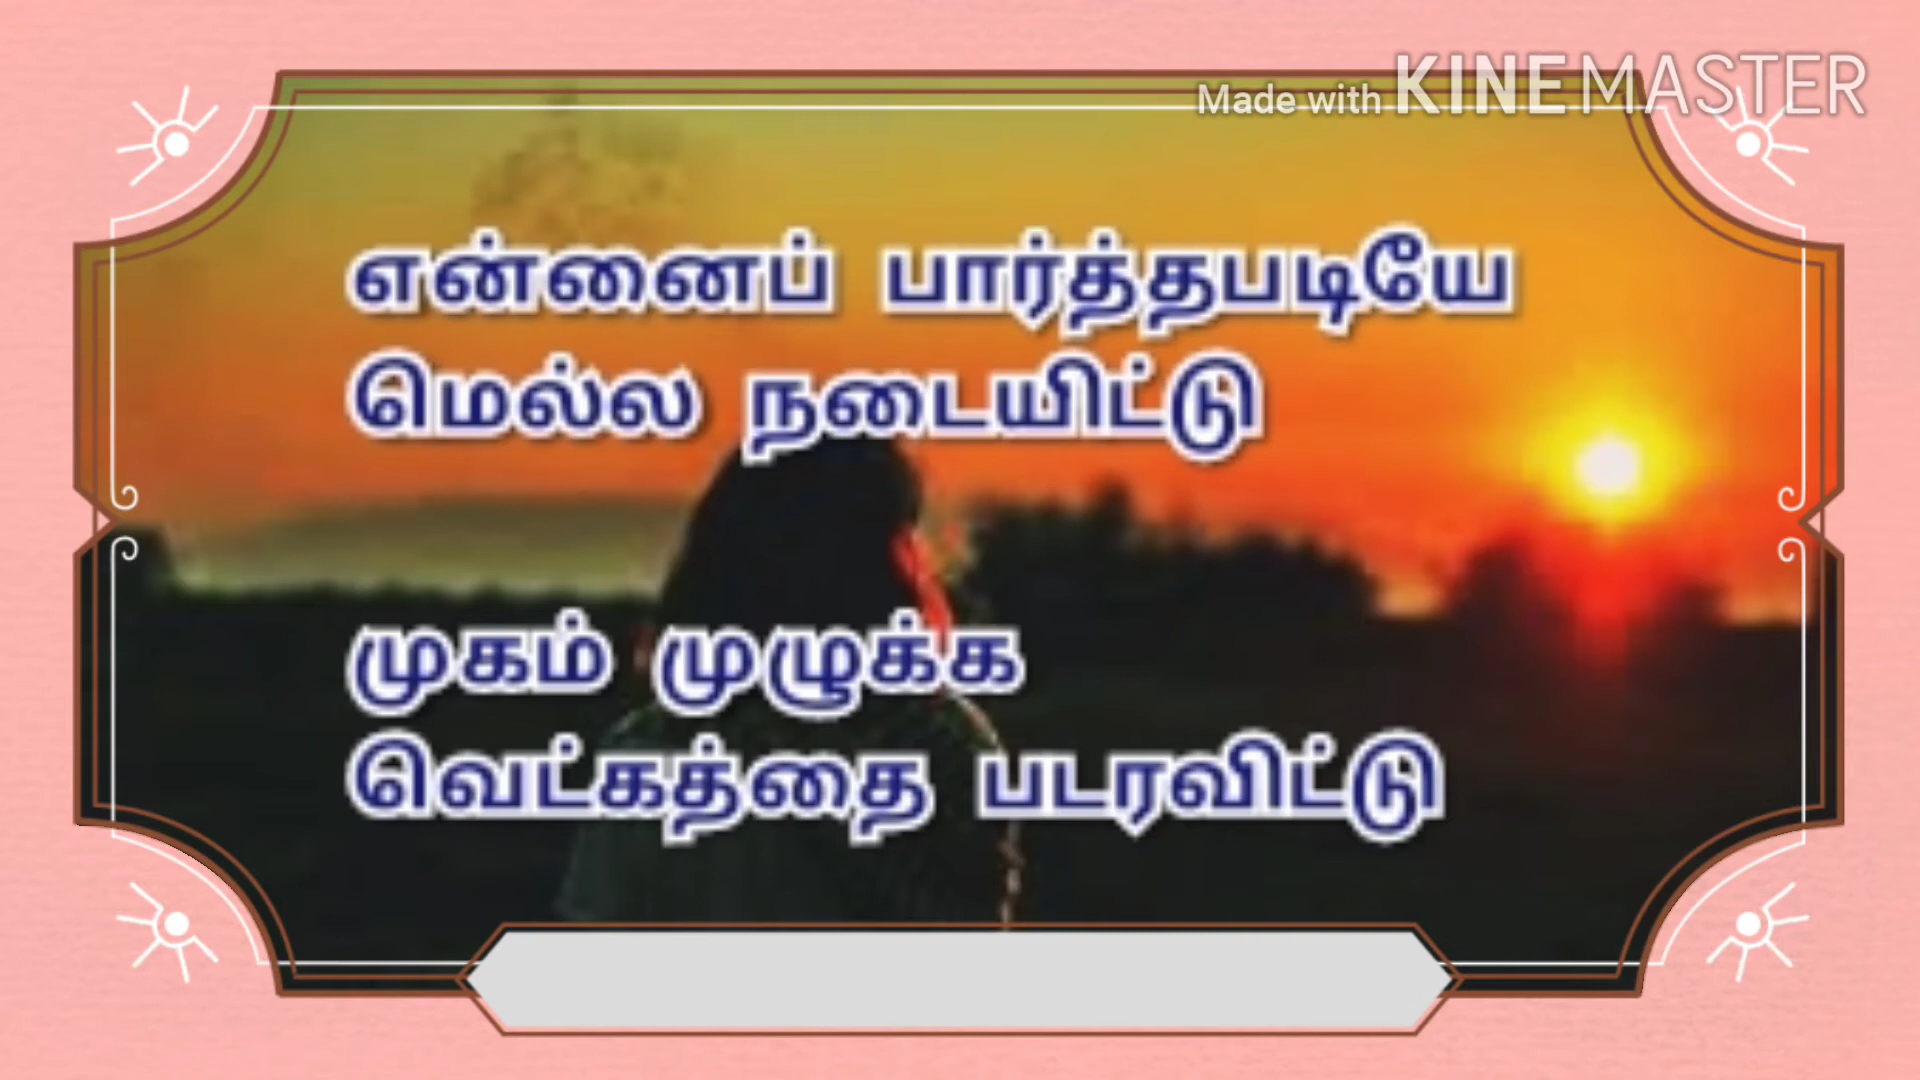 Made with KINEMASTER
என்னைப் பார்த்தபடியே
மெல்ல நடையிட்டு
முகம் முழுக்க
வெட்கத்தை படரவிட்டு